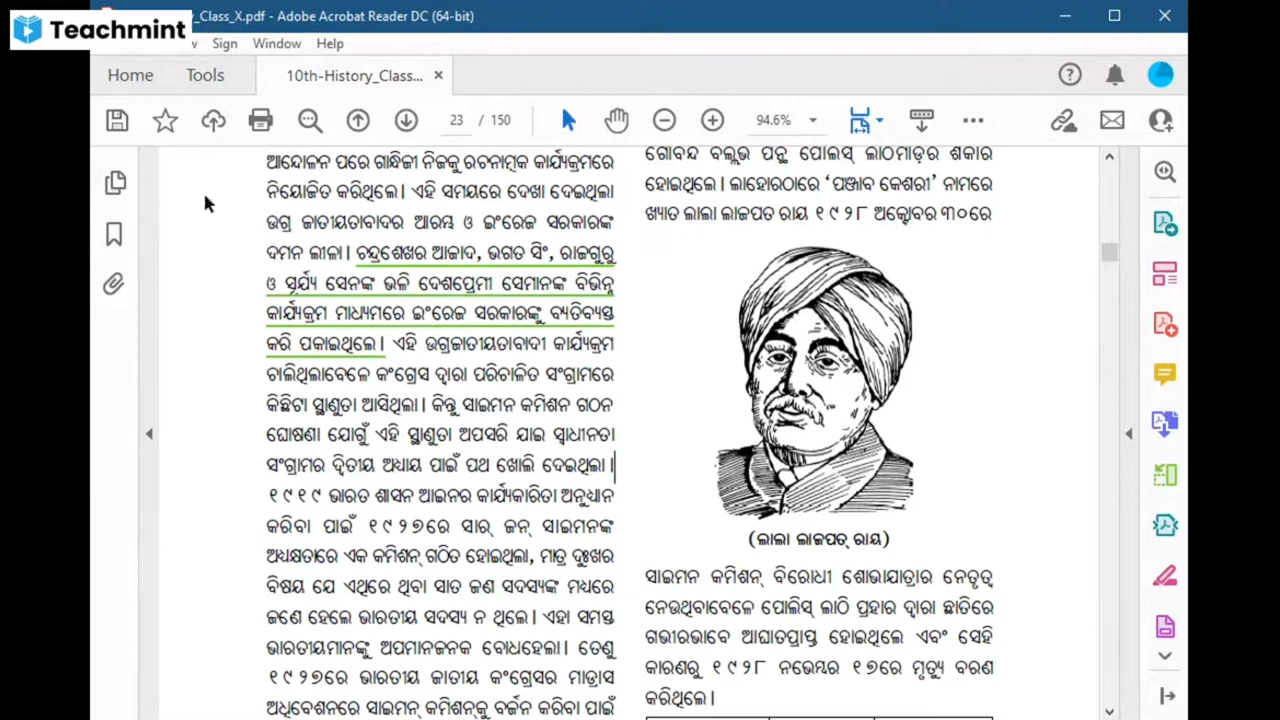 Teachmint
_Class_X.pdf - Adobe Acrobat Reader DC (64-bit)
Sign Window Help
Home Tools 10th-History_Class... ×
23 / 150 94.6%
ଆନ୍ଦୋଳନ ପରେ ଗାନ୍ଧିଜୀ ନିଜକୁ ରଚନାତ୍ମକ କାର୍ଯ୍ୟକ୍ରମରେ
ନିୟୋଜିତ କରିଥିଲେ। ଏହି ସମୟରେ ଦେଖା ଦେଇଥିଲା
ଉଗ୍ର ଜାତୀୟତାବାଦର ଆରମ୍ଭ ଓ ଇଂରେଜ ସରକାରଙ୍କ
ଦମନ ଲୀଳା। ଚନ୍ଦ୍ରଶେଖର ଆଜାଦ, ଭଗତ ସିଂ, ରାଜଗୁରୁ
ଓ ସୂର୍ଯ୍ୟ ସେନଙ୍କ ଭଳି ଦେଶପ୍ରେମୀ ସେମାନଙ୍କ ବିଭିନ୍ନ
କାର୍ଯ୍ୟକ୍ରମ ମାଧ୍ୟମରେ ଇଂରେଜ ସରକାରଙ୍କୁ ବ୍ୟତିବ୍ୟସ୍ତ
କରି ପକାଇଥିଲେ। ଏହି ଉଗ୍ରଜାତୀୟତାବାଦୀ କାର୍ଯ୍ୟକ୍ରମ
ଚାଲିଥିଲାବେଳେ କଂଗ୍ରେସ ଦ୍ୱାରା ପରିଚାଳିତ ସଂଗ୍ରାମରେ
କିଛିଟା ସ୍ଥାଣୁତା ଆସିଥିଲା। କିନ୍ତୁ ସାଇମନ କମିଶନ ଗଠନ
ଘୋଷଣା ଯୋଗୁଁ ଏହି ସ୍ଥାଣୁତା ଅପସରି ଯାଇ ସ୍ୱାଧୀନତା
ସଂଗ୍ରାମର ଦ୍ୱିତୀୟ ଅଧ୍ୟାୟ ପାଇଁ ପଥ ଖୋଲି ଦେଇଥିଲା।
୧୯୧୯ ଭାରତ ଶାସନ ଆଇନର କାର୍ଯ୍ୟକାରିତା ଅନୁଧ୍ୟାନ
କରିବା ପାଇଁ ୧୯୨୭ରେ ସାର୍ ଜନ୍ ସାଇମନଙ୍କ
ଅଧ୍ୟକ୍ଷତାରେ ଏକ କମିଶନ୍ ଗଠିତ ହୋଇଥିଲା, ମାତ୍ର ଦୁଃଖର
ବିଷୟ ଯେ ଏଥିରେ ଥିବା ସାତ ଜଣ ସଦସ୍ୟଙ୍କ ମଧ୍ୟରେ
ଜଣେ ହେଲେ ଭାରତୀୟ ସଦସ୍ୟ ନ ଥିଲେ। ଏହା ସମସ୍ତ
ଭାରତୀୟମାନଙ୍କୁ ଅପମାନଜନକ ବୋଧହେଲା। ତେଣୁ
୧୯୨୭ରେ ଭାରତୀୟ ଜାତୀୟ କଂଗ୍ରେସର ମାଡ୍ରାସ
ଅଧିବେଶନରେ ସାଇମନ୍ କମିଶନ୍‌କୁ ବର୍ଜନ କରିବା ପାଇଁ
ଗୋବିନ୍ଦ ବଲ୍ଲଭ ପନ୍ଥ ପୋଲିସ୍ ଲାଠିମାଡ଼ର ଶିକାର
ହୋଇଥିଲେ। ଲାହୋରଠାରେ ‘ପଞ୍ଜାବ କେଶରୀ’ ନାମରେ
ଖ୍ୟାତ ଲାଲା ଲାଜପତ ରାୟ ୧୯୨୮ ଅକ୍ଟୋବର ୩୦ରେ
(ଲାଲା ଲାଜପତ୍ ରାୟ)
ସାଇମନ କମିଶନ୍ ବିରୋଧୀ ଶୋଭାଯାତ୍ରାର ନେତୃତ୍ୱ
ନେଉଥିବାବେଳେ ପୋଲିସ୍ ଲାଠି ପ୍ରହାର ଦ୍ୱାରା ଛାତିରେ
ଗଭୀରଭାବେ ଆଘାତପ୍ରାପ୍ତ ହୋଇଥିଲେ ଏବଂ ସେହି
କାରଣରୁ ୧୯୨୮ ନଭେମ୍ବର ୧୭ରେ ମୃତ୍ୟୁ ବରଣ
କରିଥିଲେ।